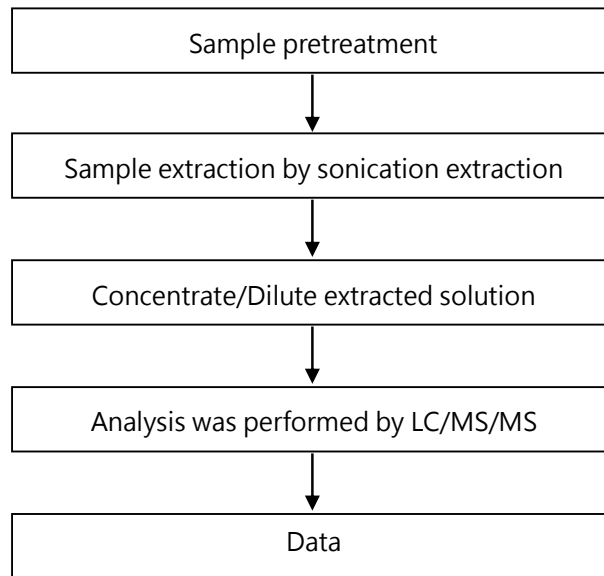 Sample pretreatment
Sample extraction by sonication extraction
Concentrate/Dilute extracted solution
Analysis was performed by LC/MS/MS
Data